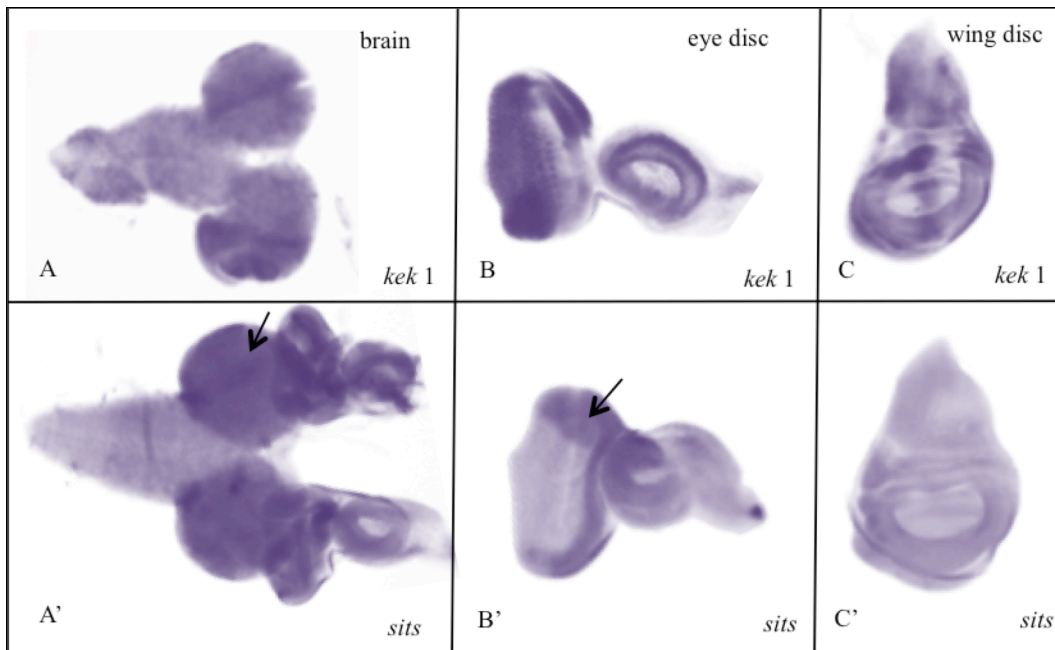 brain
eye disc
wing disc
A
kek 1
B
kek 1
C
kek 1
A'
sits
B'
sits
C'
sits